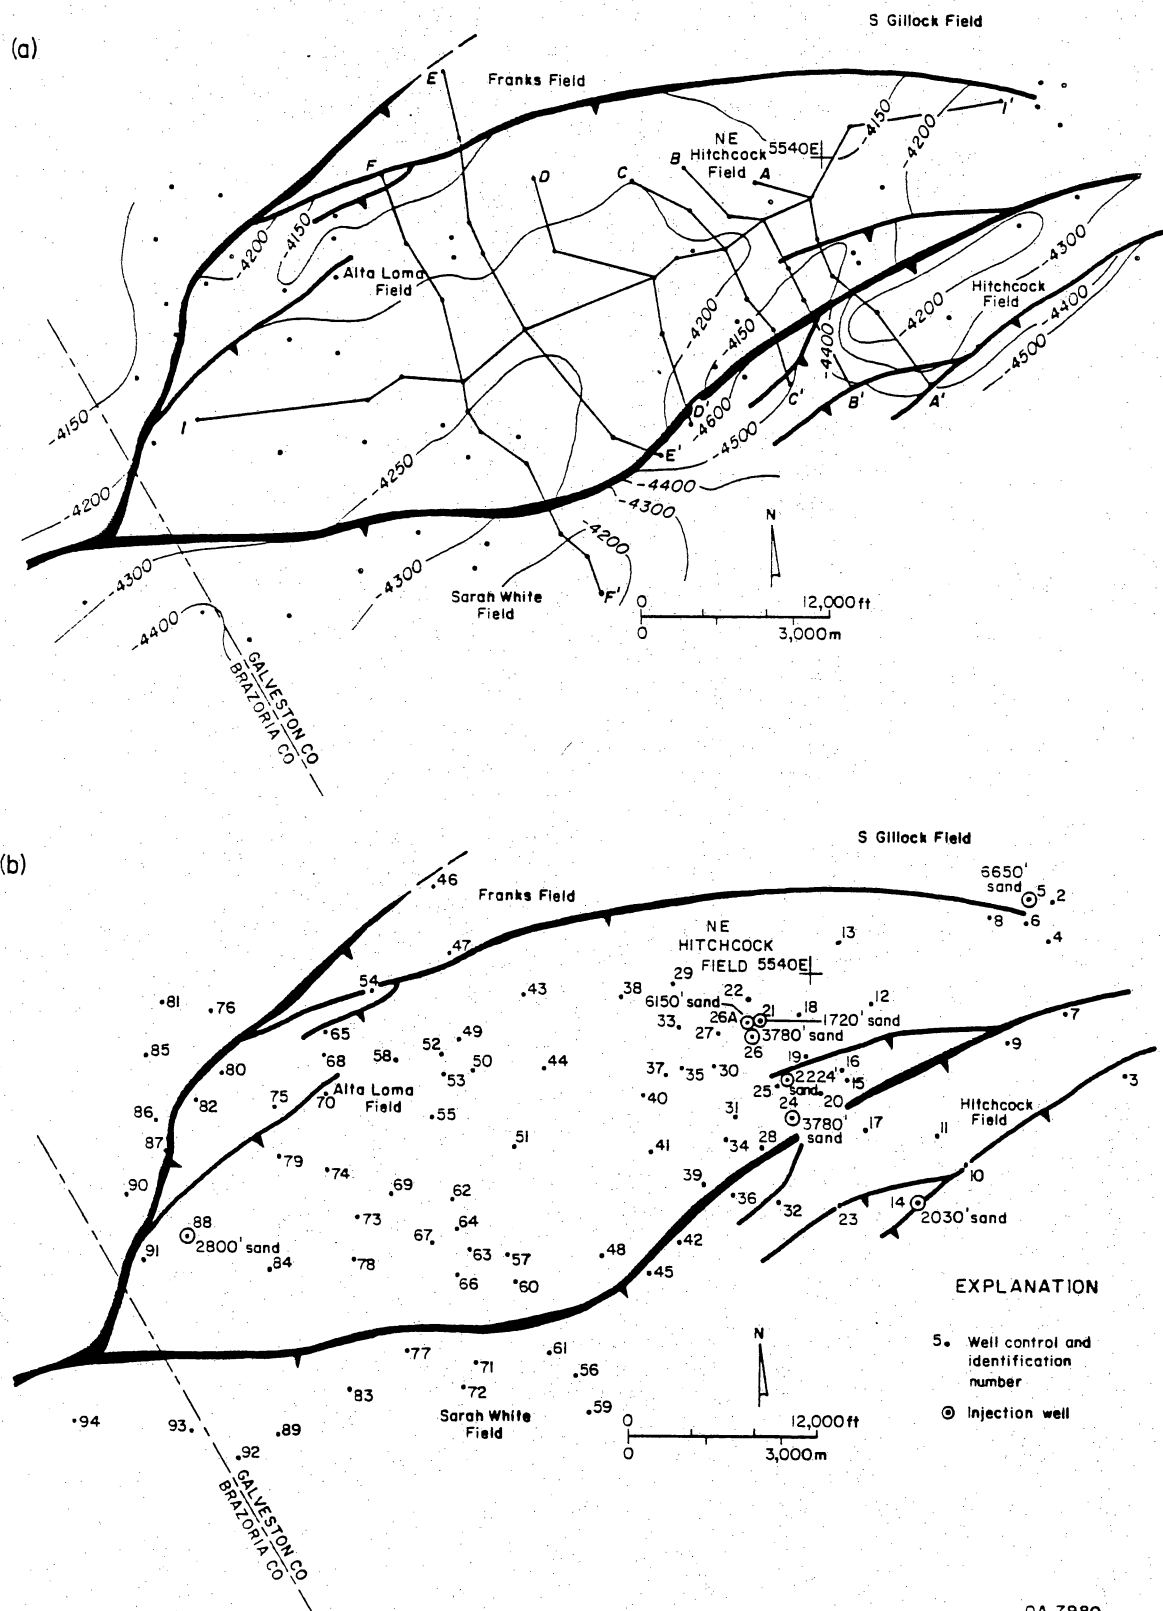 S Gillock Field
(a)
E
Franks Field
-4150
I'
-4200
NE
Hitchcock 5540E
Field
F
D
C
B
A
-4200
-4150
-4300
Alta Loma
Field
Hitchcock
Field
-4200
-4400
-4200
-4150
-4400
-4500
I
C'
B'
A'
D'
-4600
-4150
-4500
E'
-4250
-4400
-4200
-4300
N
-4200
-4300
-4300
Sarah White
Field
F'
0 12,000 ft
0 3,000 m
-4400
GALVESTON CO
BRAZORIA CO
S Gillock Field
(b)
6650'
sand
5
2
46
Franks Field
8
6
4
NE
HITCHCOCK
FIELD 5540E
13
47
54
29
43
38
22
12
81
76
6150' sand
26A
21
18
1720' sand
7
33
27
3780' sand
65
49
26
9
85
68
58
52
50
44
19
16
80
53
37
35
30
2224'
sand
15
3
25
20
Alta Loma
Field
82
75
70
40
24
Hitchcock
Field
86
55
31
3780'
sand
17
11
87
51
34
28
79
41
74
10
90
69
39
62
36
32
14
23
2030' sand
88
73
64
2800' sand
67
63
57
48
42
91
84
78
66
60
45
EXPLANATION
N
5. Well control and
identification
number
77
61
71
56
72
83
Injection well
94
93
89
Sarah White
Field
59
0 12,000 ft
0 3,000 m
92
GALVESTON CO
BRAZORIA CO
QA 7980